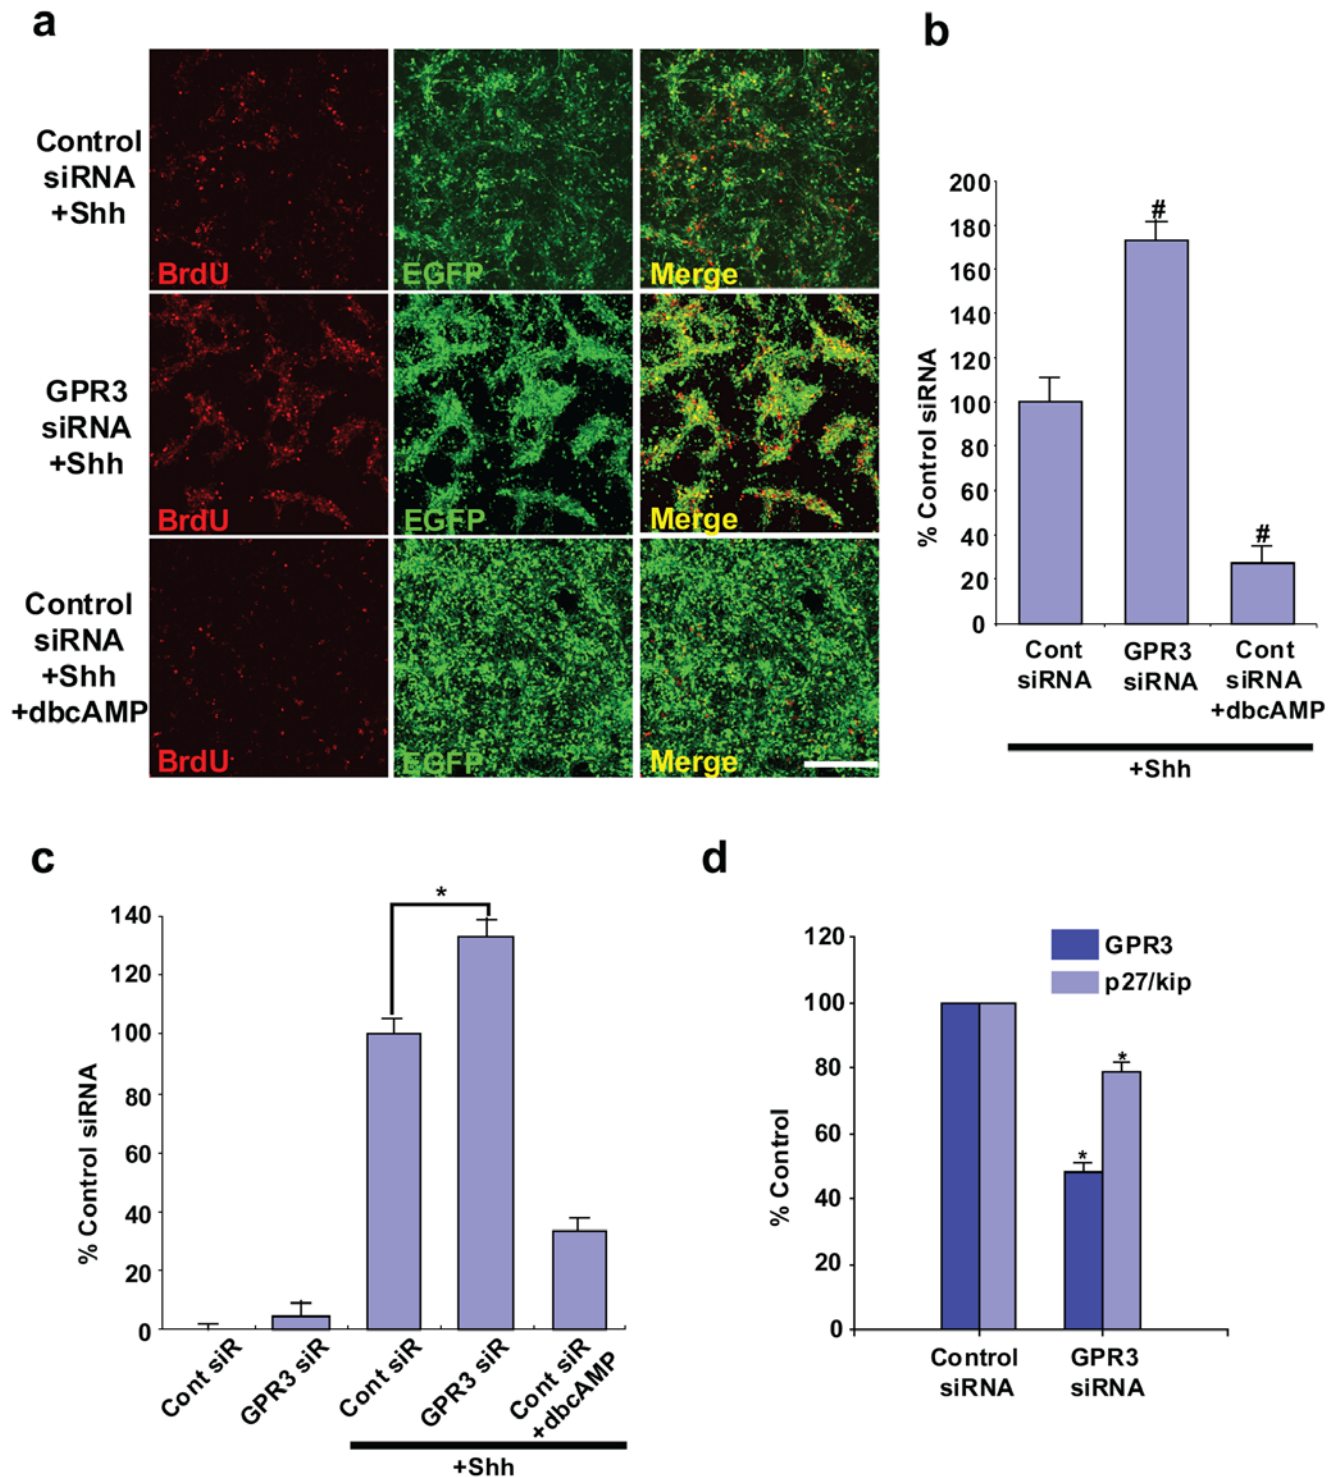 a
Control
siRNA
+Shh
BrdU
EGFP
Merge
GPR3
siRNA
+Shh
BrdU
EGFP
Merge
Control
siRNA
+Shh
+dbcAMP
BrdU
EGFP
Merge
b
% Control siRNA
200
180
160
140
120
100
80
60
40
20
0
#
#
Cont
siRNA
GPR3
siRNA
Cont
siRNA
+dbcAMP
+Shh
c
% Control siRNA
140
120
100
80
60
40
20
0
*
Cont siR
GPR3 siR
Cont siR
GPR3 siR
Cont siR
+dbcAMP
+Shh
d
% Control
120
100
80
60
40
20
0
GPR3
p27/kip
*
*
Control
siRNA
GPR3
siRNA